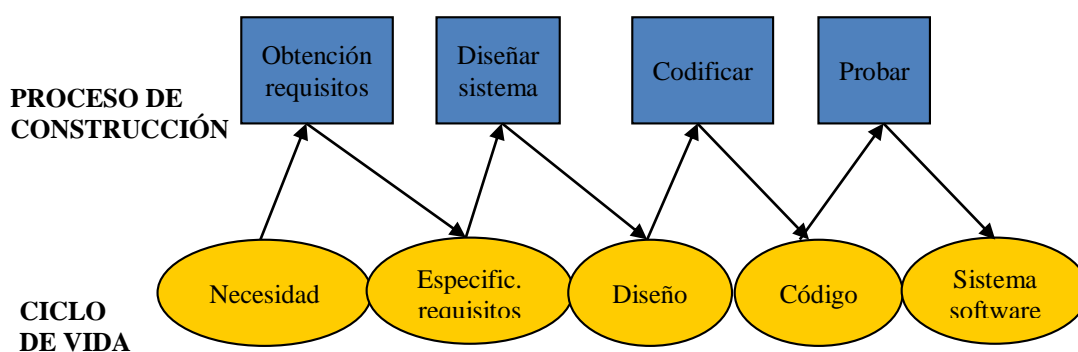 Obtención
requisitos
Diseñar
sistema
Codificar
Probar
PROCESO DE
CONSTRUCCIÓN
Necesidad
Especific.
requisitos
Diseño
Código
Sistema
software
CICLO
DE VIDA